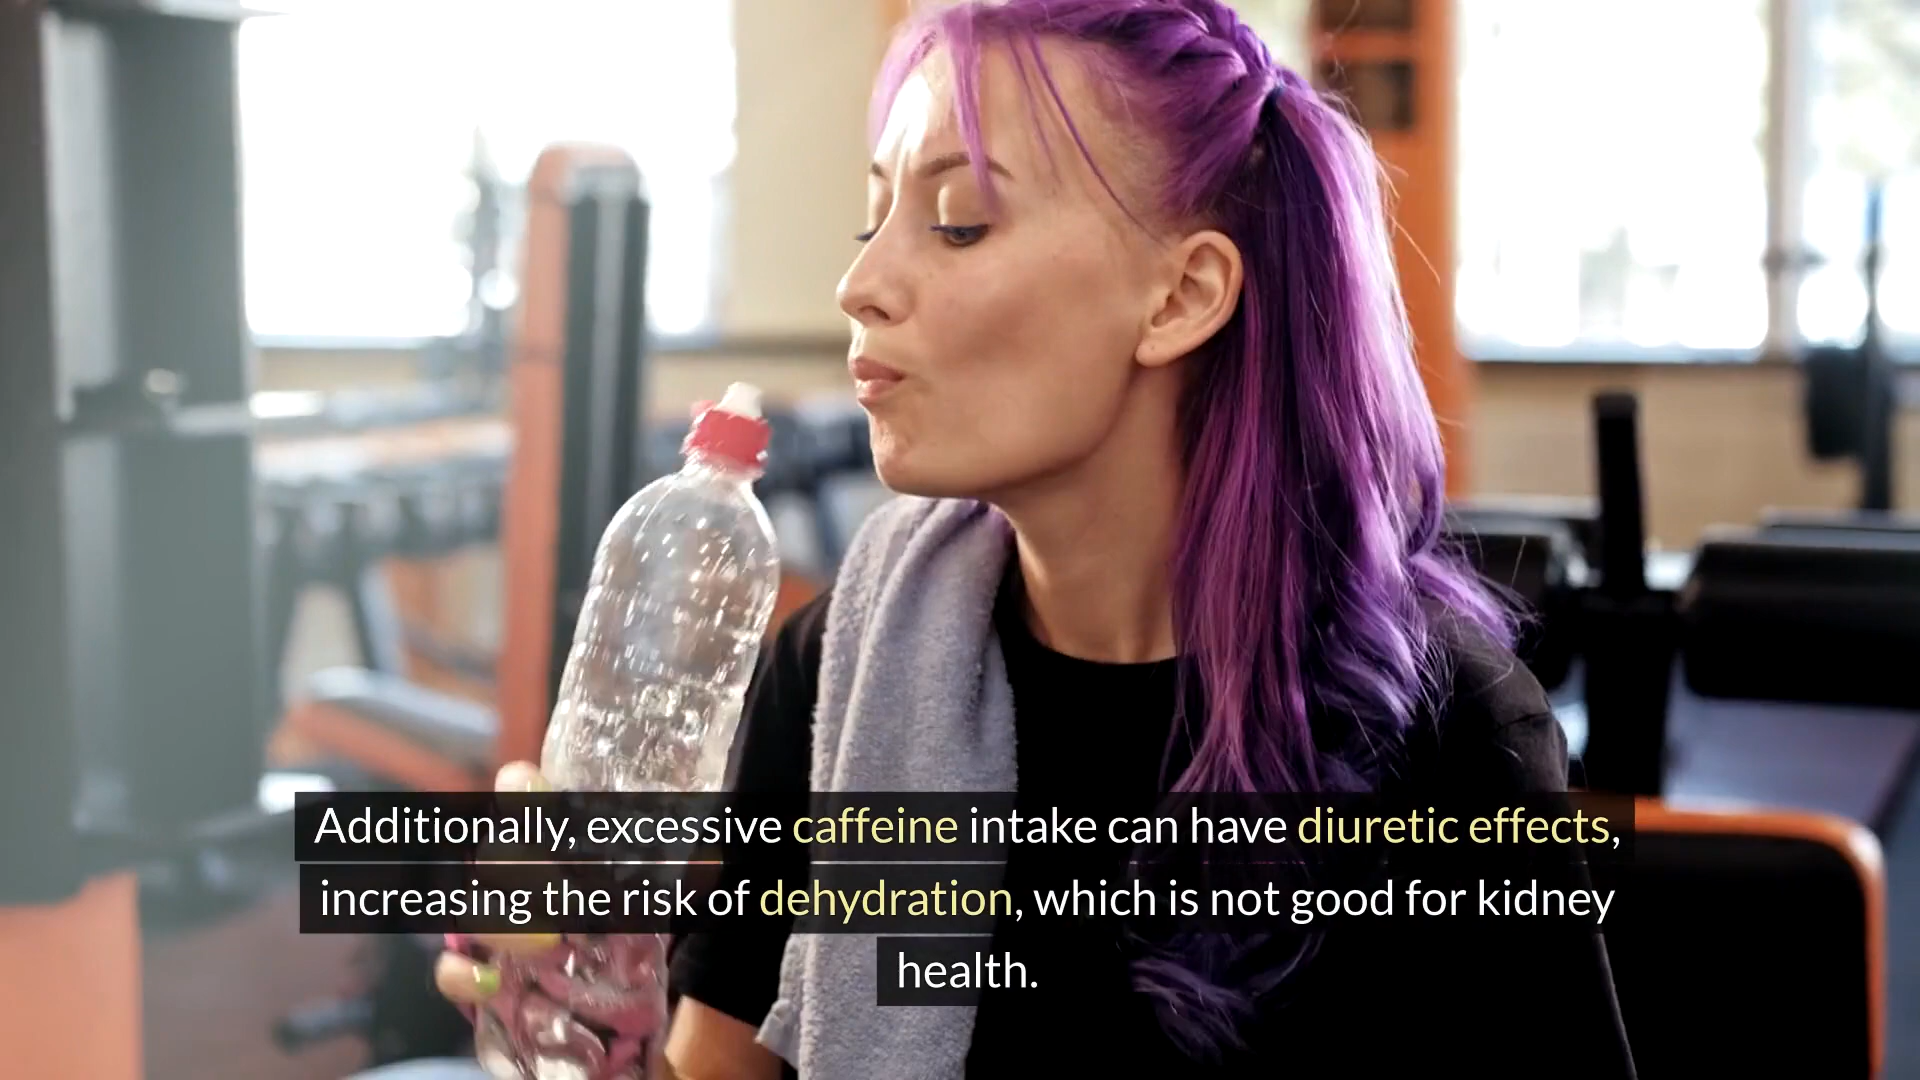 Additionally, excessive caffeine intake can have diuretic effects,
increasing the risk of dehydration, which is not good for kidney
health.